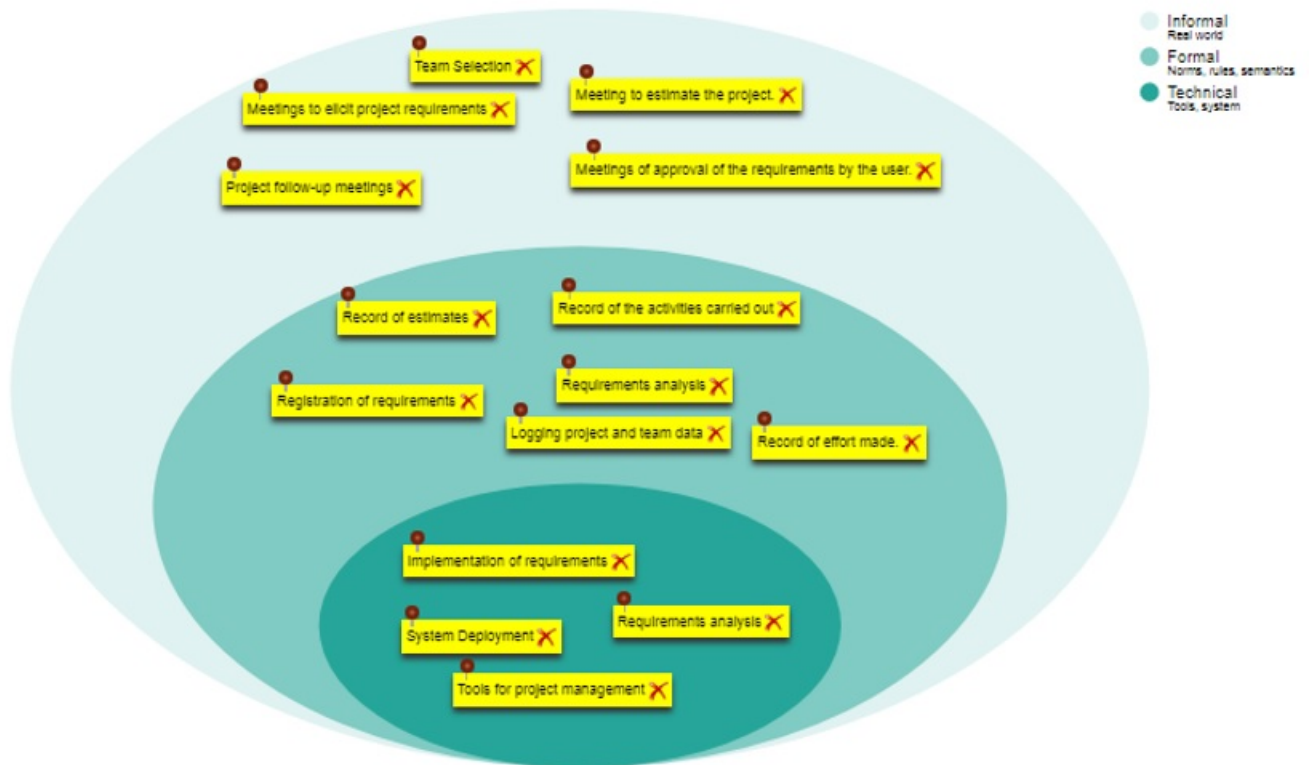 Team Selection
Meetings to elicit project requirements
Meeting to estimate the project.
Meetings of approval of the requirements by the user.
Project follow-up meetings
Record of estimates
Record of the activities carried out
Requirements analysis
Registration of requirements
Logging project and team data
Record of effort made.
Implementation of requirements
Requirements analysis
System Deployment
Tools for project management
Informal
Real world
Formal
Norms, rules, semantics
Technical
Tools, system